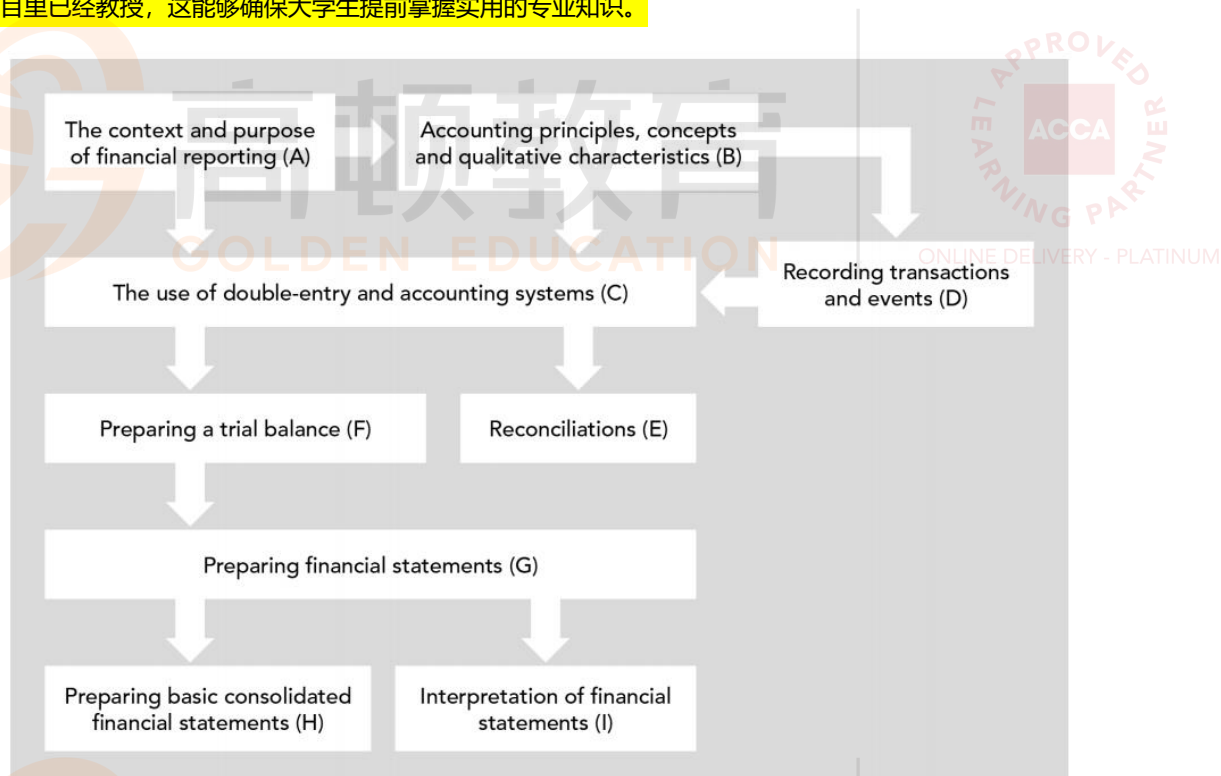 目里已经教授，这能够确保大学生提前掌握实用的专业知识。
高顿教育
GOLDEN EDUCATION
APPROVED
ACCA
LEARNING PARTNER
ONLINE DELIVERY - PLATINUM
The context and purpose
of financial reporting (A)
Accounting principles, concepts
and qualitative characteristics (B)
Recording transactions
and events (D)
The use of double-entry and accounting systems (C)
Preparing a trial balance (F)
Reconciliations (E)
Preparing financial statements (G)
Preparing basic consolidated
financial statements (H)
Interpretation of financial
statements (I)